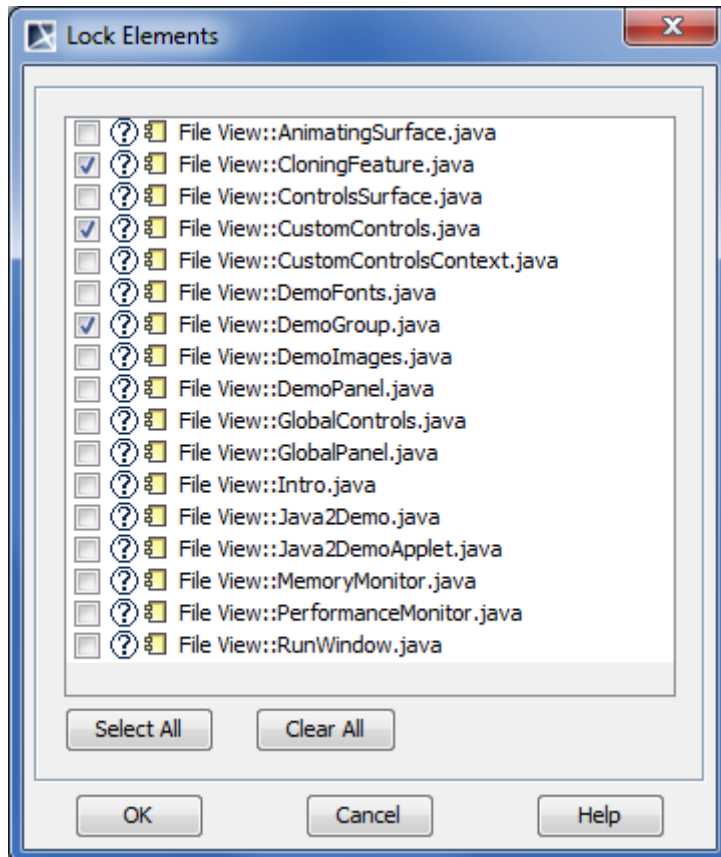 Lock Elements
File View::AnimatingSurface.java
File View::CloningFeature.java
File View::ControlsSurface.java
File View::CustomControls.java
File View::CustomControlsContext.java
File View::DemoFonts.java
File View::DemoGroup.java
File View::DemoImages.java
File View::DemoPanel.java
File View::GlobalControls.java
File View::GlobalPanel.java
File View::Intro.java
File View::Java2Demo.java
File View::Java2DemoApplet.java
File View::MemoryMonitor.java
File View::PerformanceMonitor.java
File View::RunWindow.java
Select All Clear All
OK Cancel Help